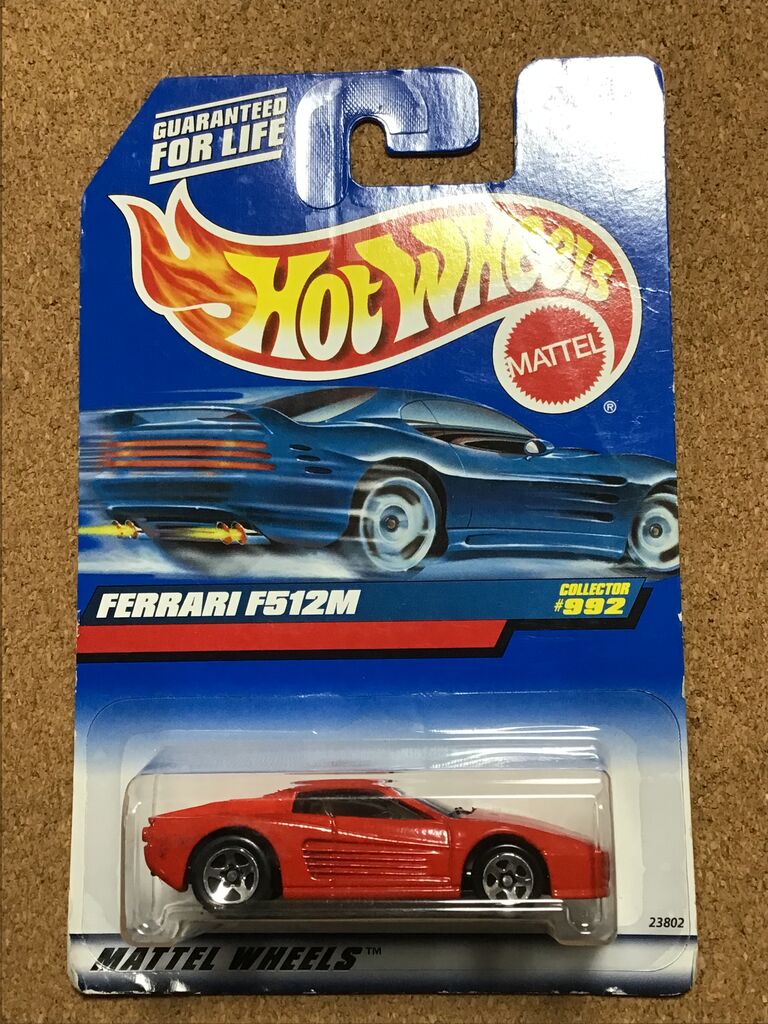 GUARANTEED
FOR LIFE
HOT WHEELS
MATTEL
®
FERRARI F512M
COLLECTOR
#992
23802
MATTEL WHEELS™